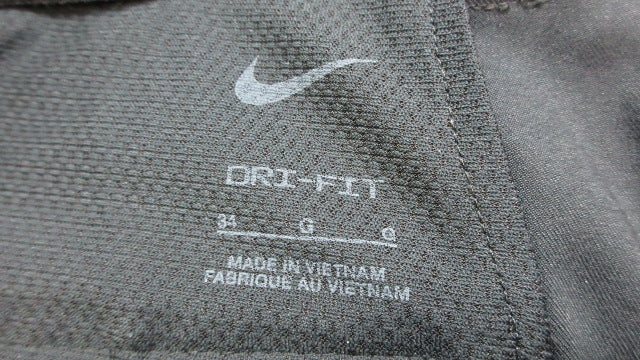 DRI-FIT
34 G G
MADE IN VIETNAM
FABRIQUE AU VIETNAM